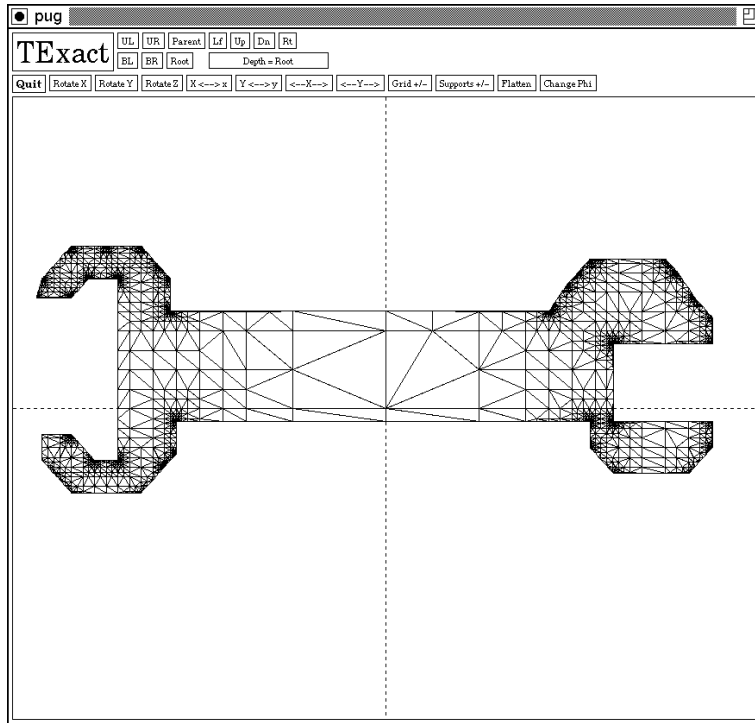 pug
TExact UL UR Parent Lf Up Dn Rt
BL BR Root Depth = Root
Quit Rotate X Rotate Y Rotate Z X <--> x Y <--> y <--X--> <--Y--> Grid +/- Supports +/- Flatten Change Phi